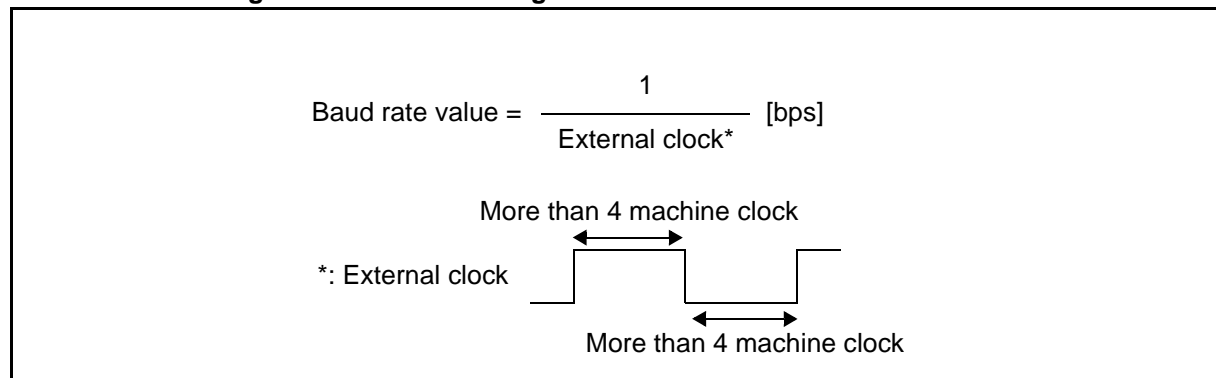 1
Baud rate value = [bps]
External clock*
More than 4 machine clock
*: External clock
More than 4 machine clock